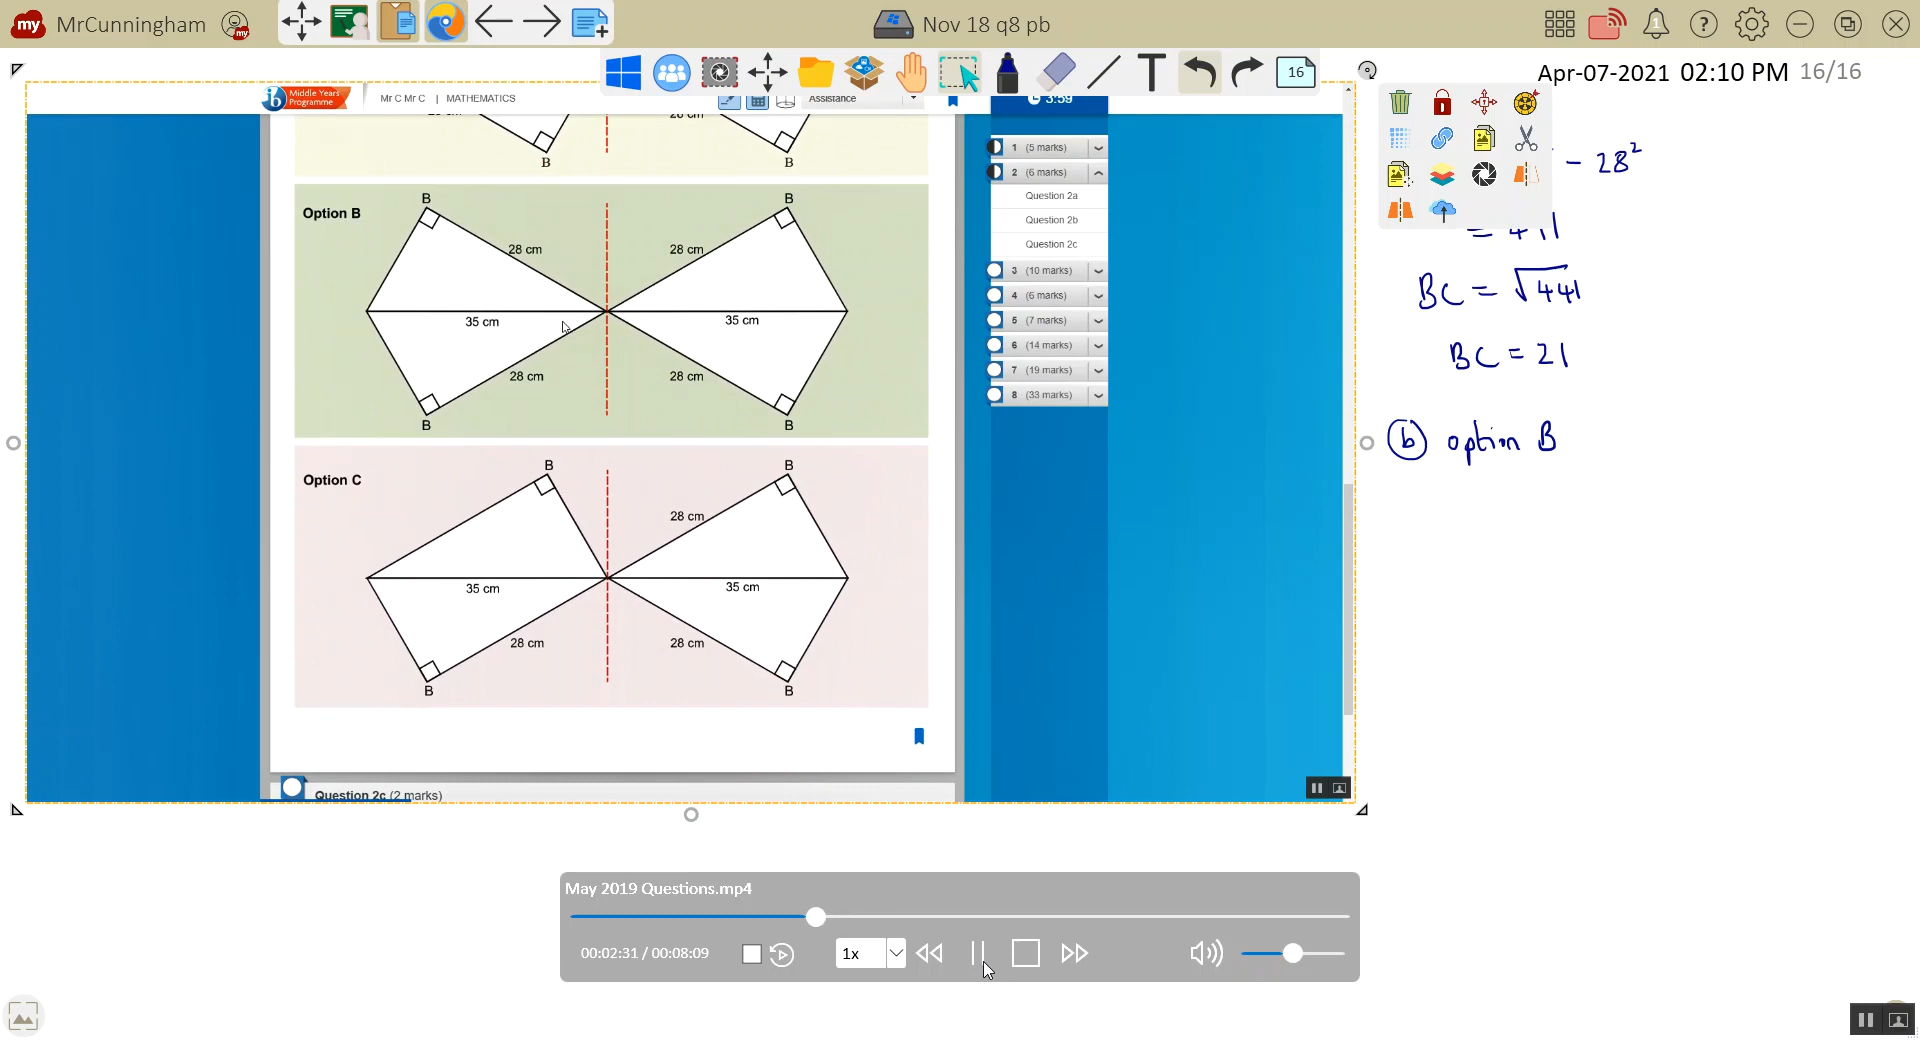 my MrCunningham my Nov 18 q8 pb
16
Apr-07-2021 02:10 PM 16/16
ib Middle Years Programme Mr C Mr C | MATHEMATICS Assistance 3:59
B B
Option B
B B
28 cm 28 cm
35 cm 35 cm
28 cm 28 cm
B B
Option C
B B
28 cm
35 cm 35 cm
28 cm 28 cm
B B
Question 2c (2 marks)
1 (5 marks)
2 (6 marks)
Question 2a
Question 2b
Question 2c
3 (10 marks)
4 (6 marks)
5 (7 marks)
6 (14 marks)
7 (19 marks)
8 (33 marks)
- 28²
BC = √441
BC = 21
(b) option B
May 2019 Questions.mp4
00:02:31 / 00:08:09 1x